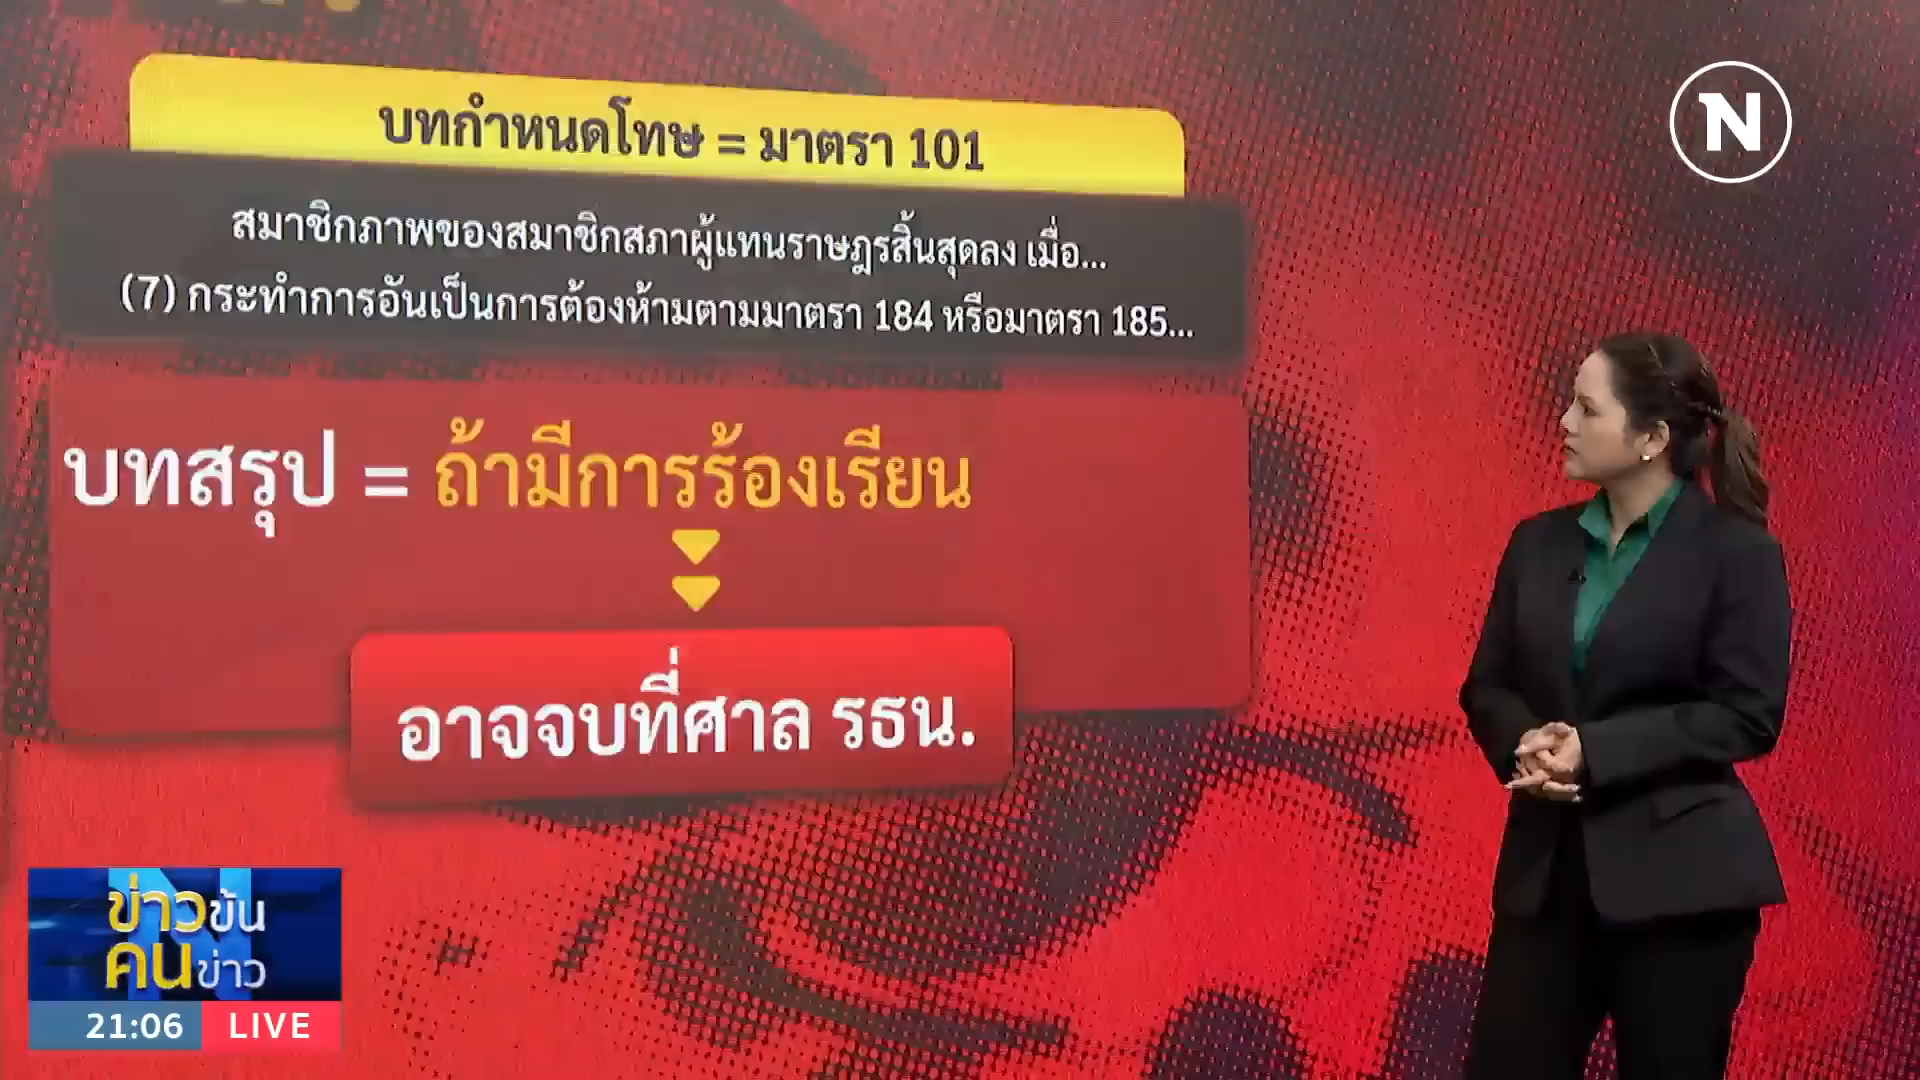 N
บทกำหนดโทษ = มาตรา 101
สมาชิกภาพของสมาชิกสภาผู้แทนราษฎรสิ้นสุดลง เมื่อ...
(7) กระทำการอันเป็นการต้องห้ามตามมาตรา 184 หรือมาตรา 185...
บทสรุป = ถ้ามีการร้องเรียน
อาจจบที่ศาล รธน.
ข่าวข้น
คนข่าว
21:06 LIVE